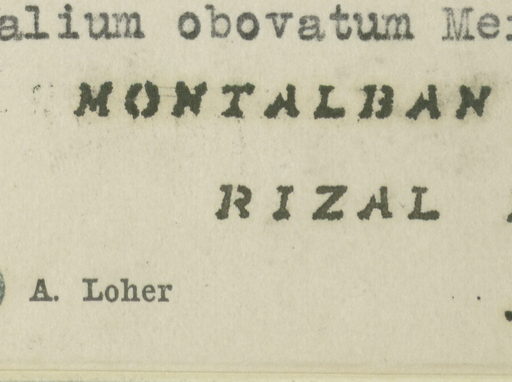 alium obovatum Me
MONTALBAN
RIZAL
A. Loher